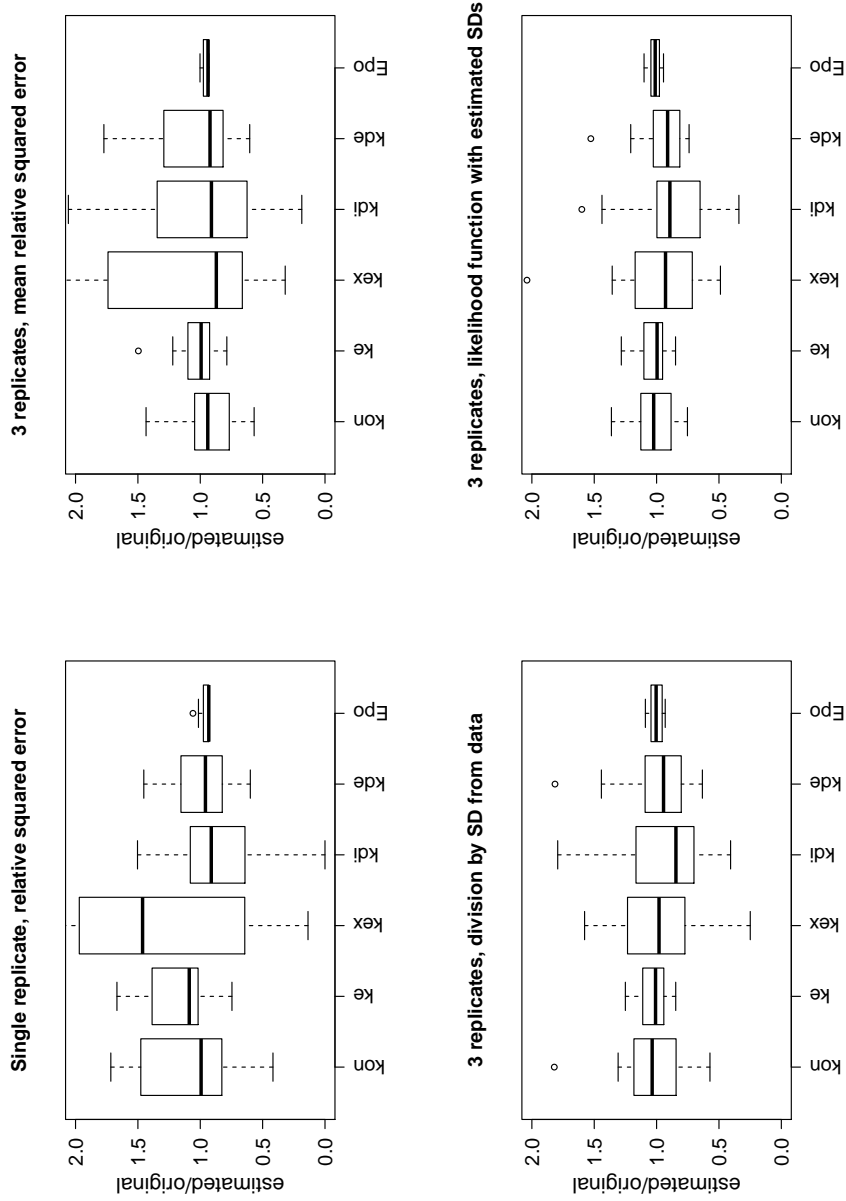 Single replicate, relative squared error
estimated/original
2.0
1.5
1.0
0.5
0.0
kon ke kex kdi kde Epo
3 replicates, mean relative squared error
estimated/original
2.0
1.5
1.0
0.5
0.0
kon ke kex kdi kde Epo
3 replicates, division by SD from data
estimated/original
2.0
1.5
1.0
0.5
0.0
kon ke kex kdi kde Epo
3 replicates, likelihood function with estimated SDs
estimated/original
2.0
1.5
1.0
0.5
0.0
kon ke kex kdi kde Epo